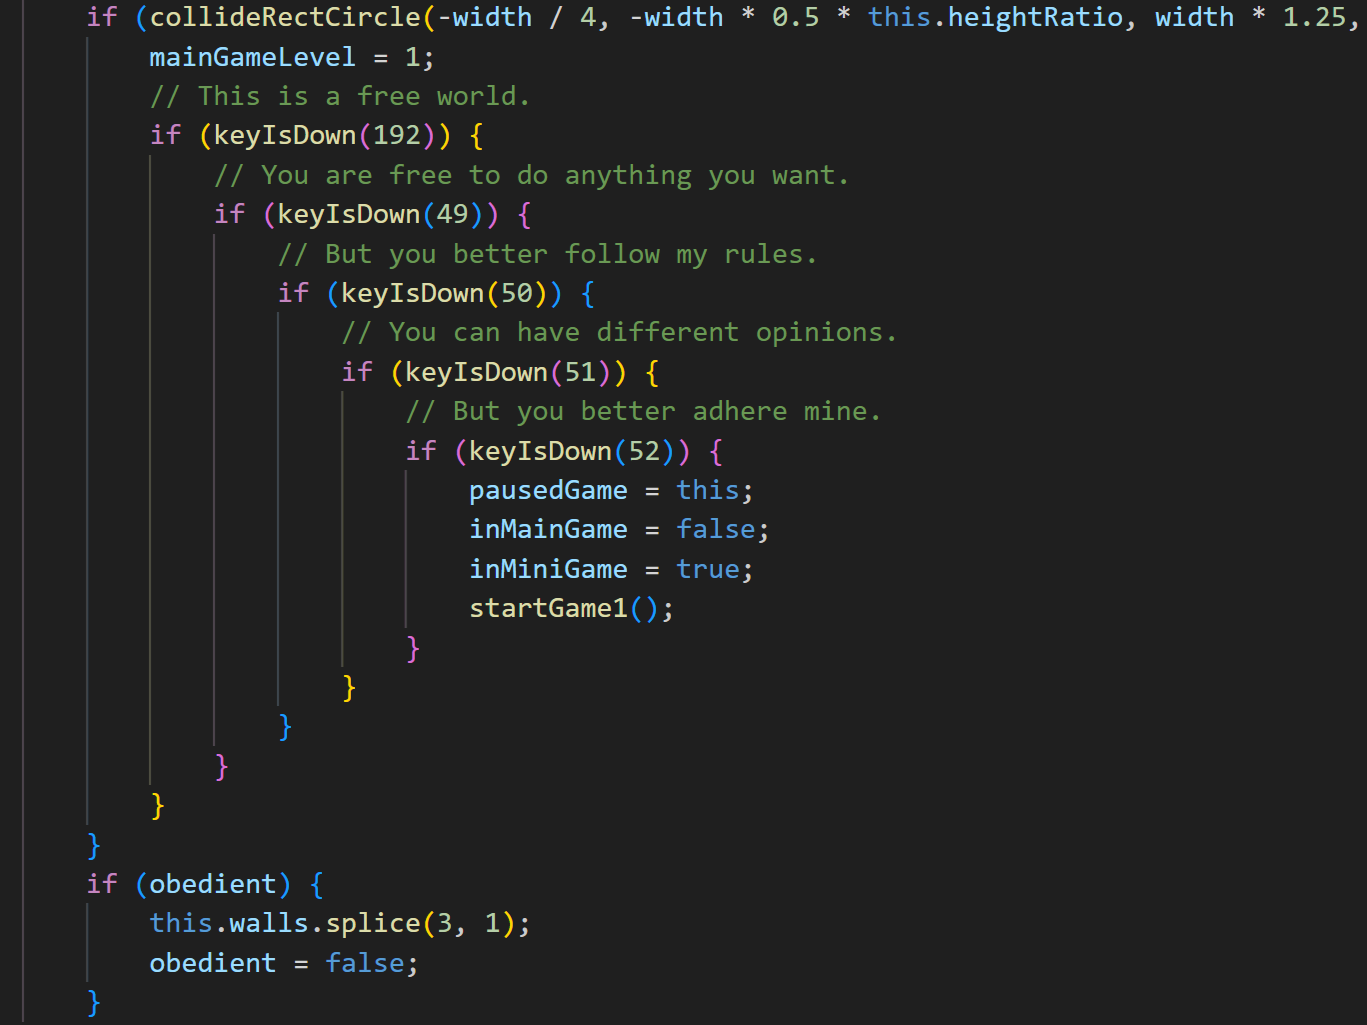 if (collideRectCircle(-width / 4, -width * 0.5 * this.heightRatio, width * 1.25,
mainGameLevel = 1;
// This is a free world.
if (keyIsDown(192)) {
// You are free to do anything you want.
if (keyIsDown(49)) {
// But you better follow my rules.
if (keyIsDown(50)) {
// You can have different opinions.
if (keyIsDown(51)) {
// But you better adhere mine.
if (keyIsDown(52)) {
pausedGame = this;
inMainGame = false;
inMiniGame = true;
startGame1();
}
}
}
}
}
}
if (obedient) {
this.walls.splice(3, 1);
obedient = false;
}